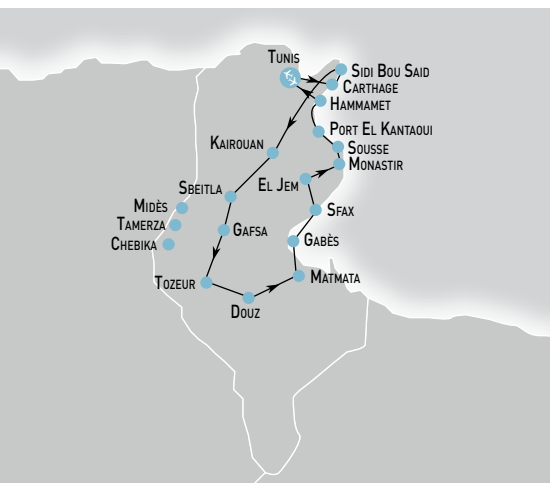 Tunis
Sidi Bou Said
Carthage
Hammamet
Port El Kantaoui
Kairouan
Sousse
Monastir
El Jem
Sbeitla
Midès
Sfax
Tamerza
Gafsa
Chebika
Gabès
Tozeur
Matmata
Douz